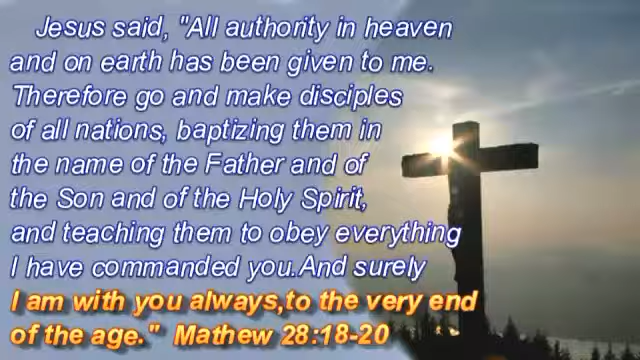 Jesus said, "All authority in heaven
and on earth has been given to me.
Therefore go and make disciples
of all nations, baptizing them in
the name of the Father and of
the Son and of the Holy Spirit,
and teaching them to obey everything
I have commanded you.And surely
I am with you always,to the very end
of the age."  Mathew 28:18-20